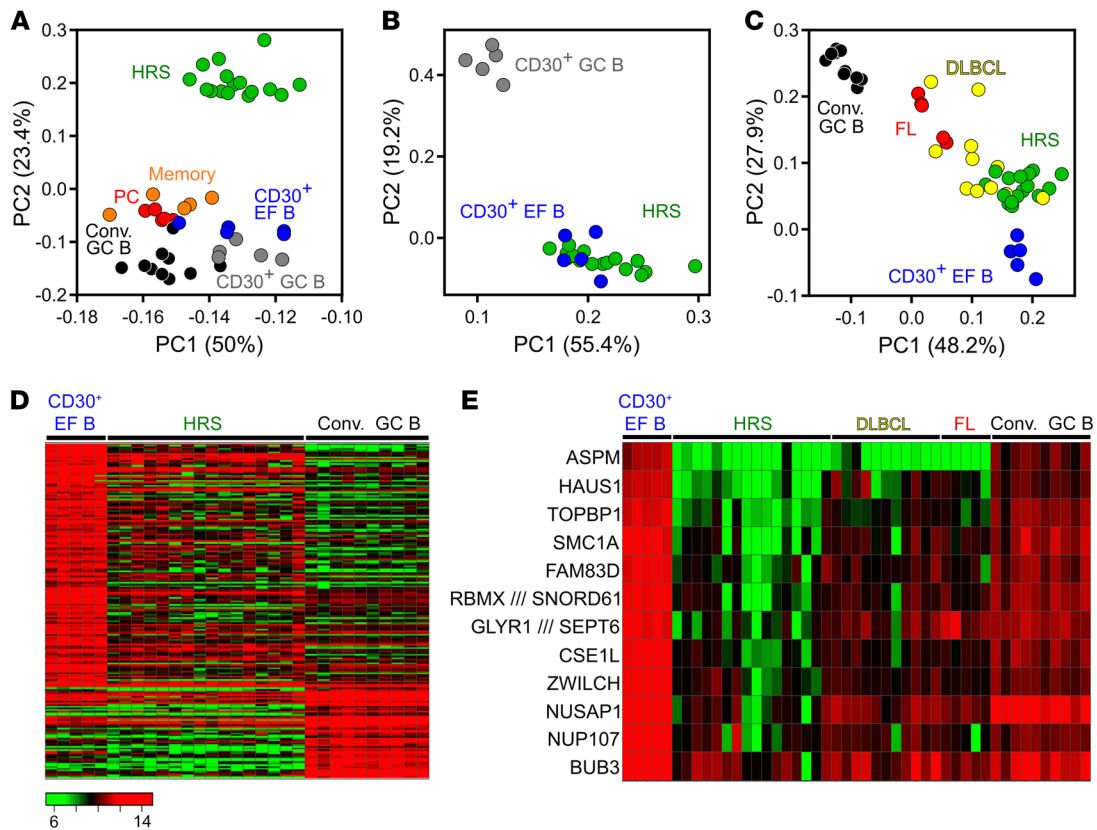 A
0.3
0.2
0.1
0.0
-0.1
-0.2
PC2 (23.4%)
HRS
Memory
PC
CD30+
EF B
Conv.
GC B
CD30+ GC B
-0.18
-0.16
-0.14
-0.12
-0.10
PC1 (50%)
B
0.4
0.2
0.0
PC2 (19.2%)
CD30+ GC B
CD30+ EF B
HRS
0.1
0.2
0.3
PC1 (55.4%)
C
0.3
0.2
0.1
0.0
-0.1
PC2 (27.9%)
DLBCL
Conv.
GC B
FL
HRS
CD30+ EF B
-0.1
0.0
0.1
0.2
PC1 (48.2%)
D
CD30+
EF B
HRS
Conv. GC B
6
14
E
CD30+
EF B
HRS
DLBCL
FL
Conv. GC B
ASPM
HAUS1
TOPBP1
SMC1A
FAM83D
RBMX /// SNORD61
GLYR1 /// SEPT6
CSE1L
ZWILCH
NUSAP1
NUP107
BUB3